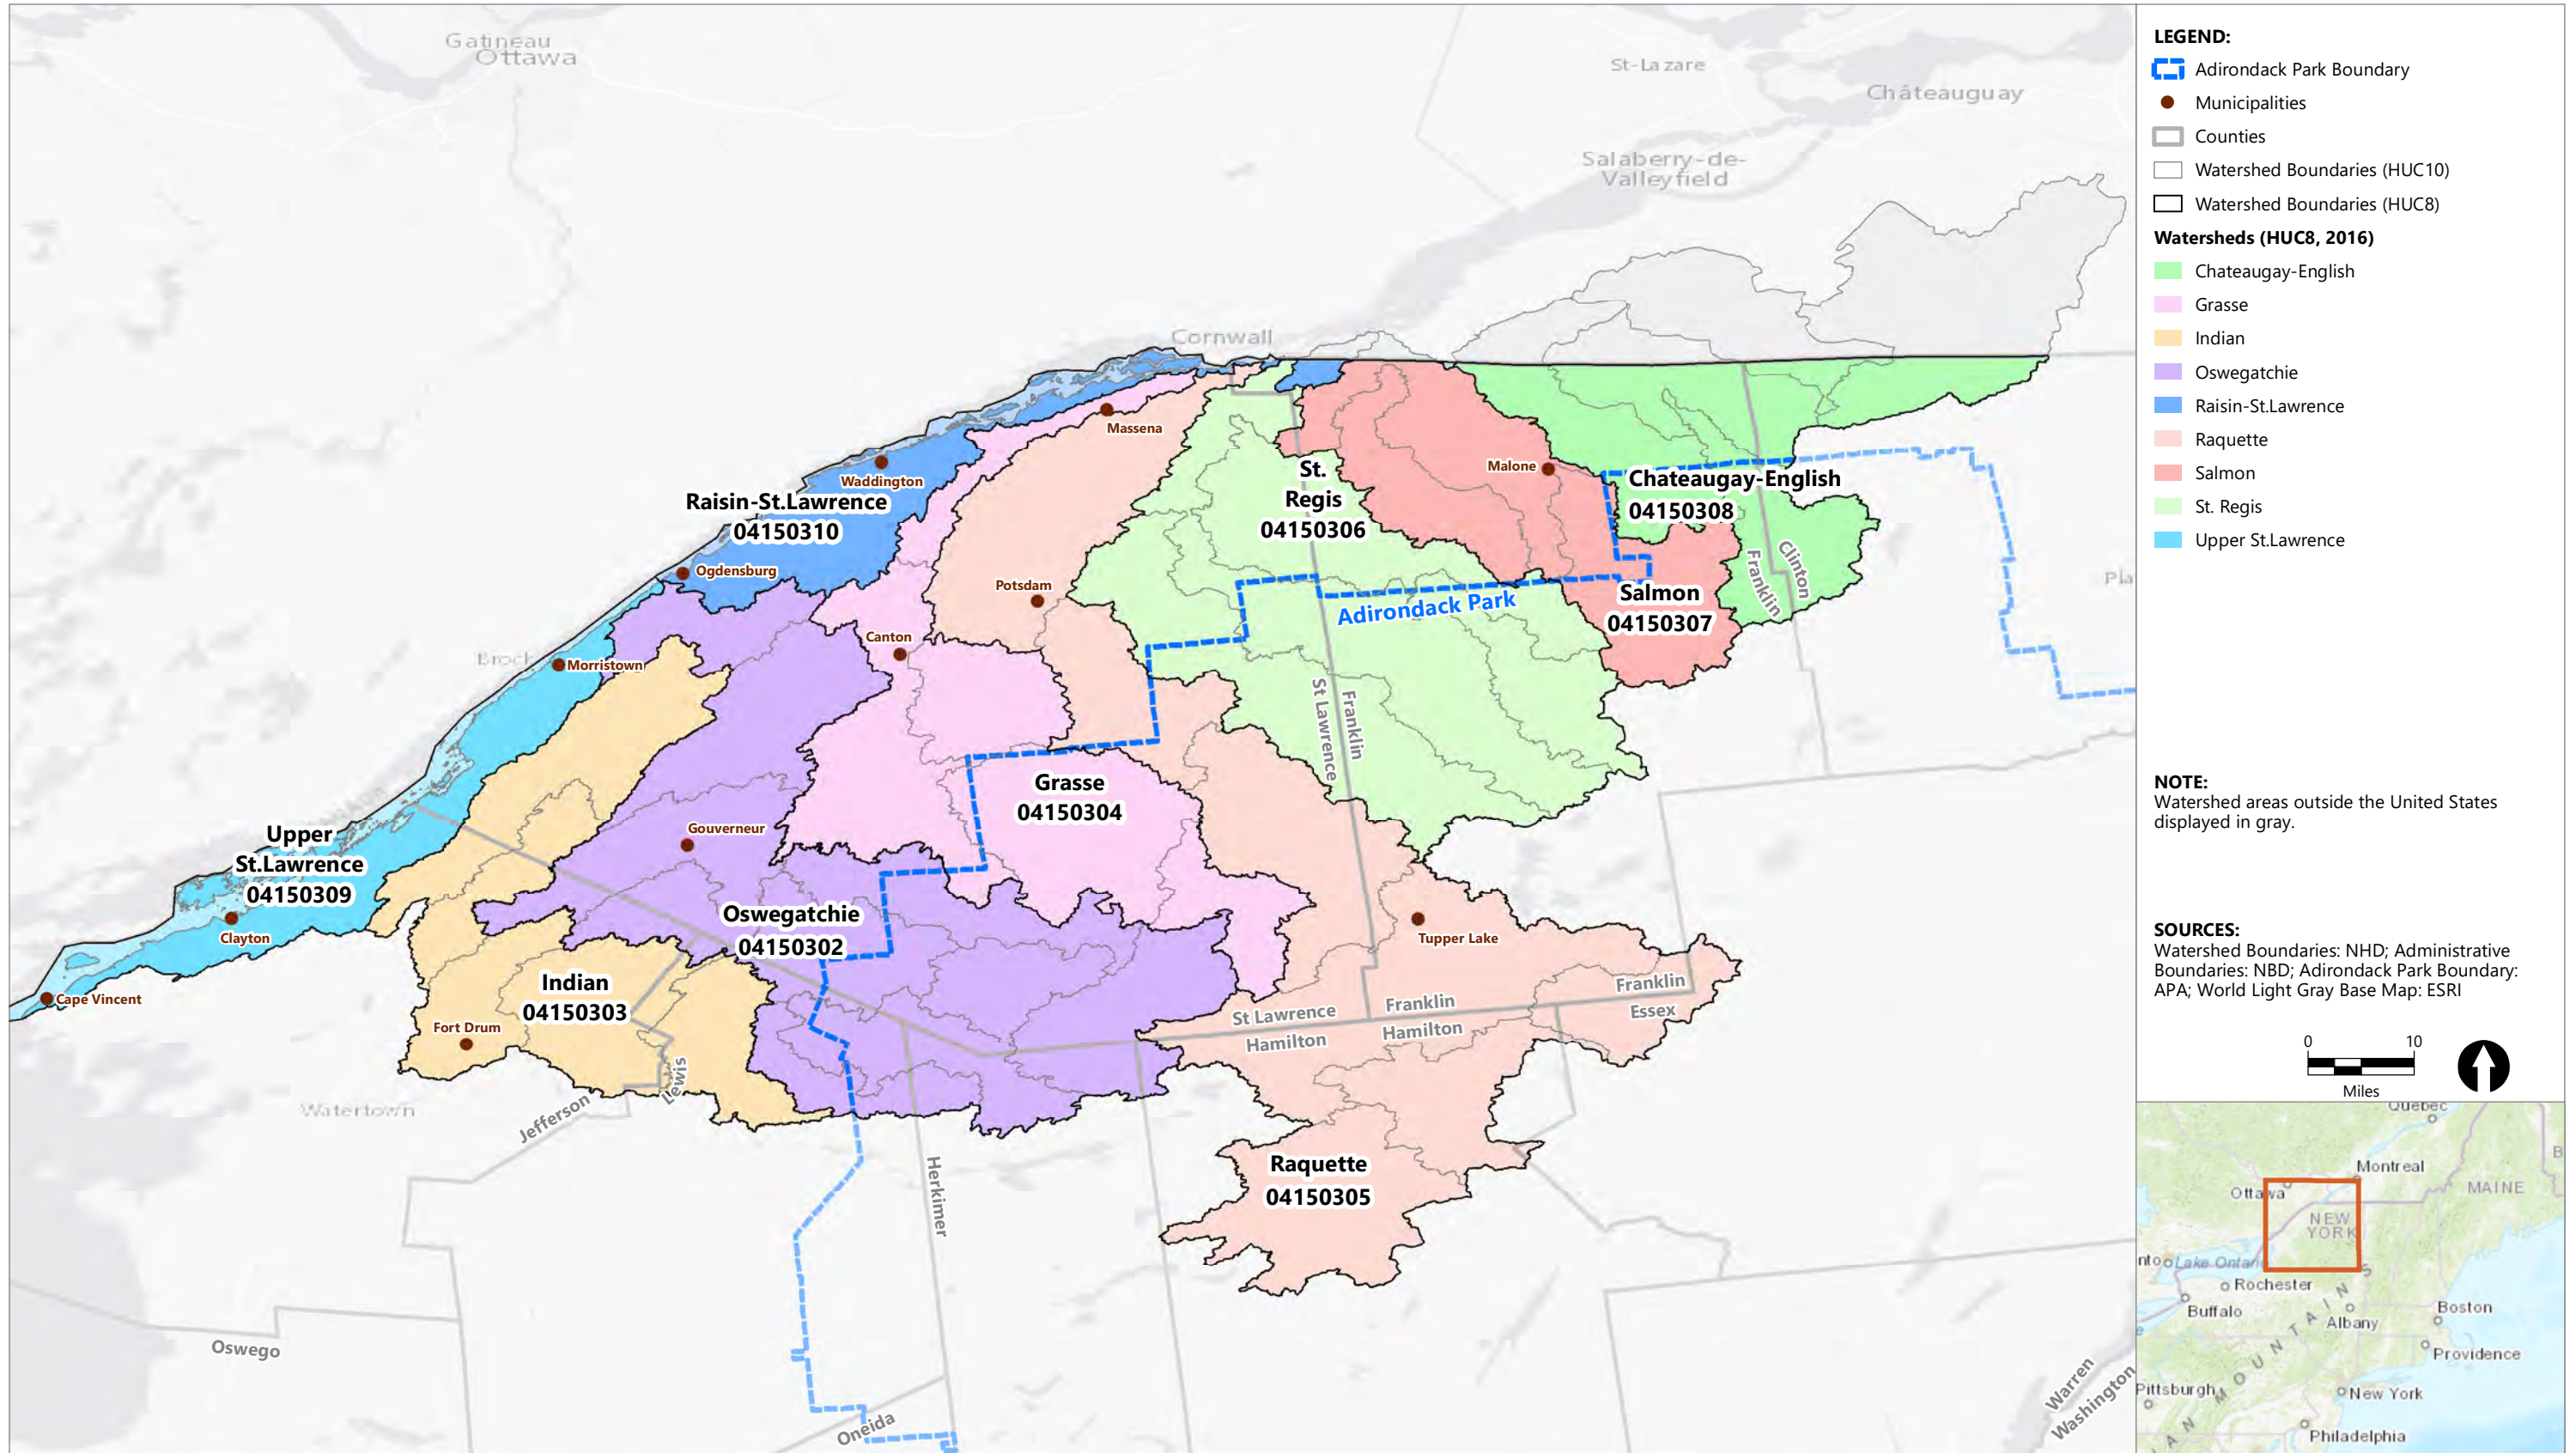 Gatineau
Ottawa
St-Lazare
Châteauguay
Salaberry-de-
Valleyfield
Cornwall
Massena
Waddington
Raisin-St.Lawrence
04150310
Ogdensburg
Potsdam
Canton
Brock
Morristown
St.
Regis
04150306
Malone
Chateaugay-English
04150308
Clinton
Franklin
Salmon
04150307
Adirondack Park
Franklin
St Lawrence
Grasse
04150304
Gouverneur
Upper
St.Lawrence
04150309
Clayton
Cape Vincent
Oswegatchie
04150302
Indian
04150303
Fort Drum
Tupper Lake
St Lawrence
Hamilton
Franklin
Hamilton
Franklin
Essex
Watertown
Jefferson
Lewis
Herkimer
Raquette
04150305
Oswego
Oneida
Warren
Washington
Pla
LEGEND:
Adirondack Park Boundary
Municipalities
Counties
Watershed Boundaries (HUC10)
Watershed Boundaries (HUC8)
Watersheds (HUC8, 2016)
Chateaugay-English
Grasse
Indian
Oswegatchie
Raisin-St.Lawrence
Raquette
Salmon
St. Regis
Upper St.Lawrence
NOTE:
Watershed areas outside the United States
displayed in gray.
SOURCES:
Watershed Boundaries: NHD; Administrative
Boundaries: NBD; Adirondack Park Boundary:
APA; World Light Gray Base Map: ESRI
0 10
Miles
Quebec
Montreal
Ottawa
MAINE
NEW
YORK
nto
Lake Ontari
Rochester
Buffalo
Albany
Boston
Providence
Pittsburgh
New York
Philadelphia
AN MOUNTAINS